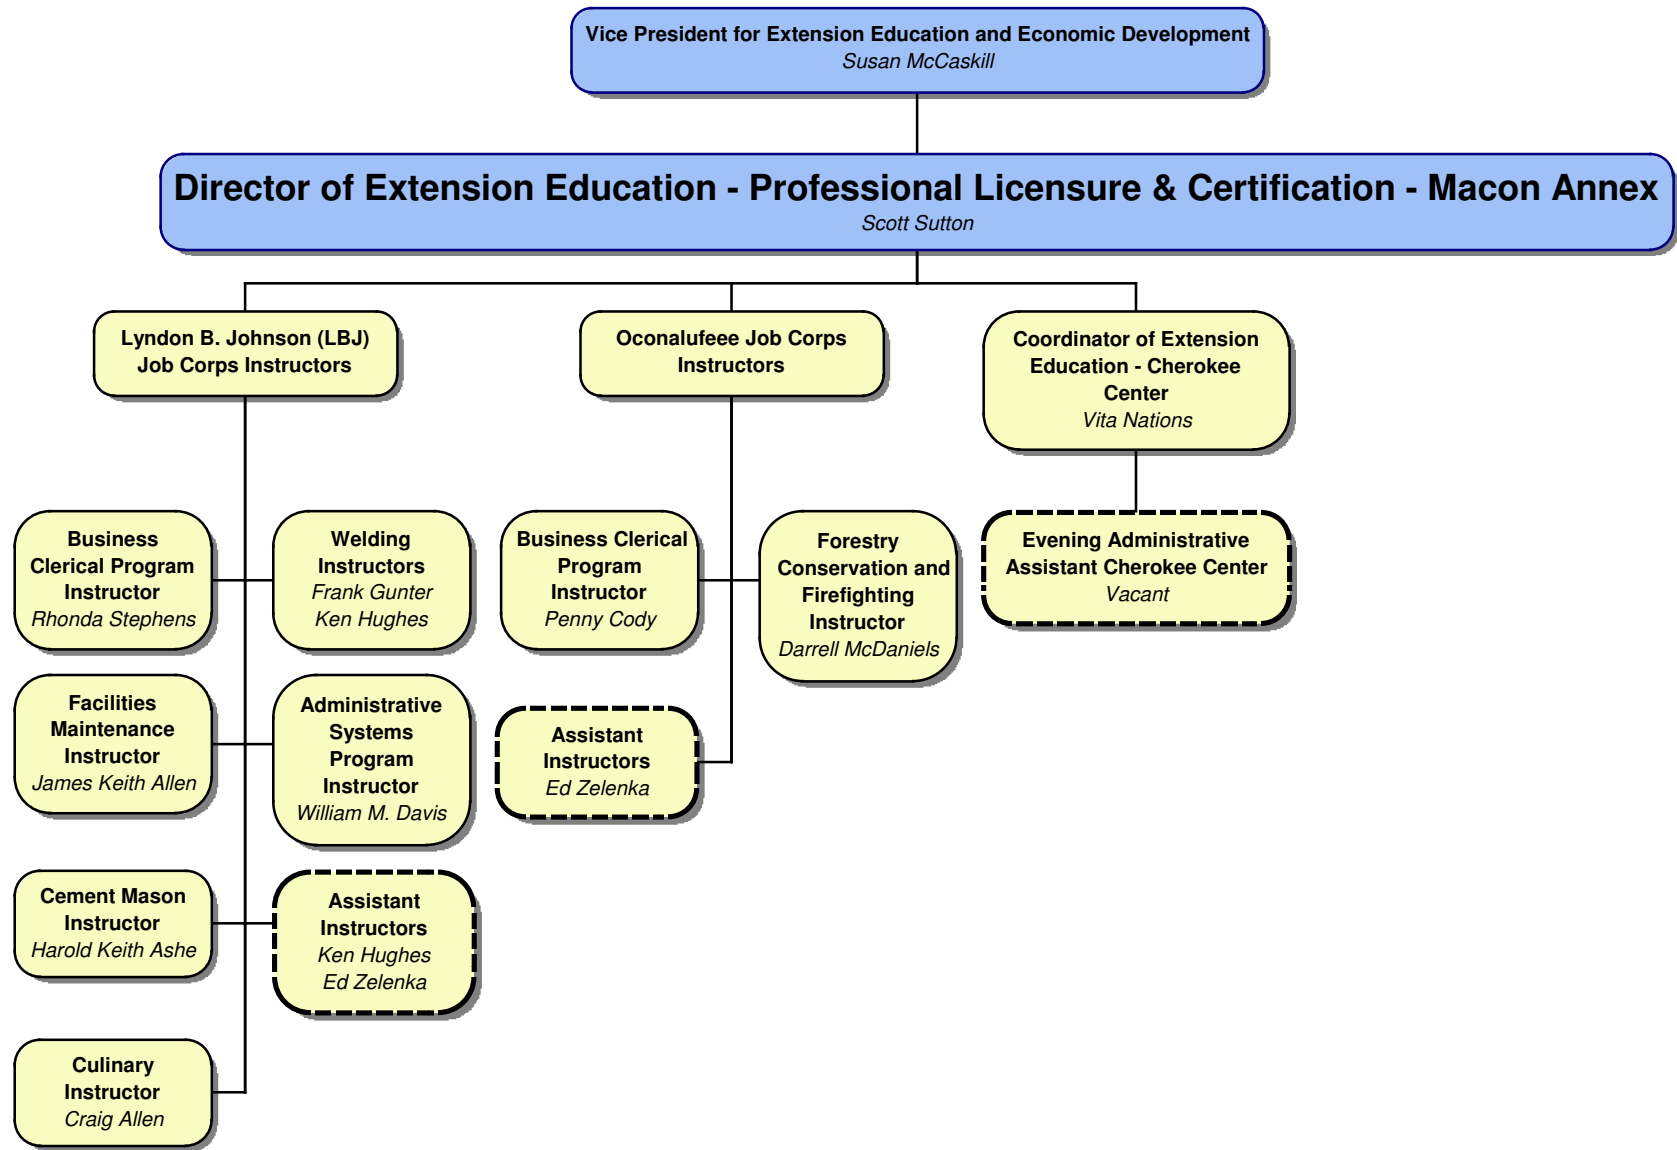 Vice President for Extension Education and Economic Development
Susan McCaskill
Director of Extension Education - Professional Licensure & Certification - Macon Annex
Scott Sutton
Lyndon B. Johnson (LBJ)
Job Corps Instructors
Oconalufeee Job Corps
Instructors
Coordinator of Extension
Education - Cherokee
Center
Vita Nations
Business
Clerical Program
Instructor
Rhonda Stephens
Welding
Instructors
Frank Gunter
Ken Hughes
Business Clerical
Program
Instructor
Penny Cody
Forestry
Conservation and
Firefighting
Instructor
Darrell McDaniels
Evening Administrative
Assistant Cherokee Center
Vacant
Facilities
Maintenance
Instructor
James Keith Allen
Administrative
Systems
Program
Instructor
William M. Davis
Assistant
Instructors
Ed Zelenka
Cement Mason
Instructor
Harold Keith Ashe
Assistant
Instructors
Ken Hughes
Ed Zelenka
Culinary
Instructor
Craig Allen